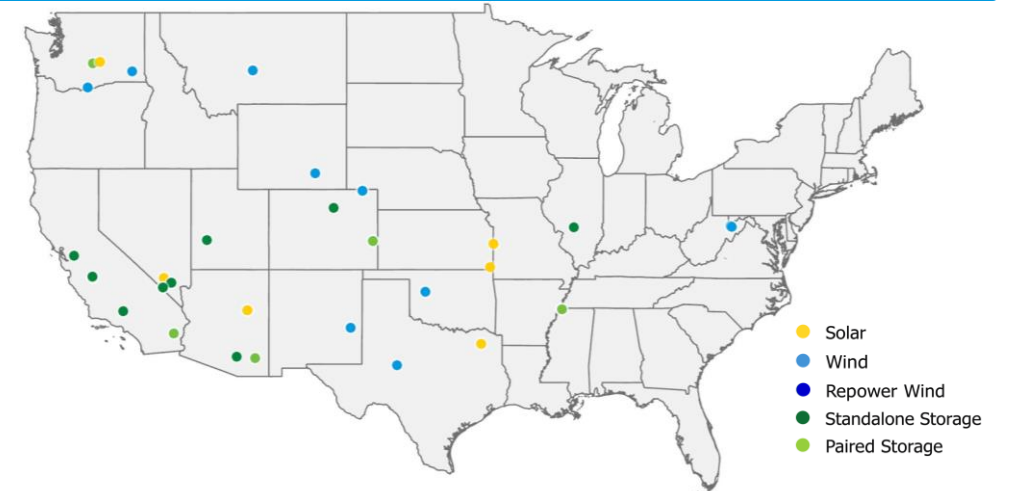 Solar
Wind
Repower Wind
Standalone Storage
Paired Storage